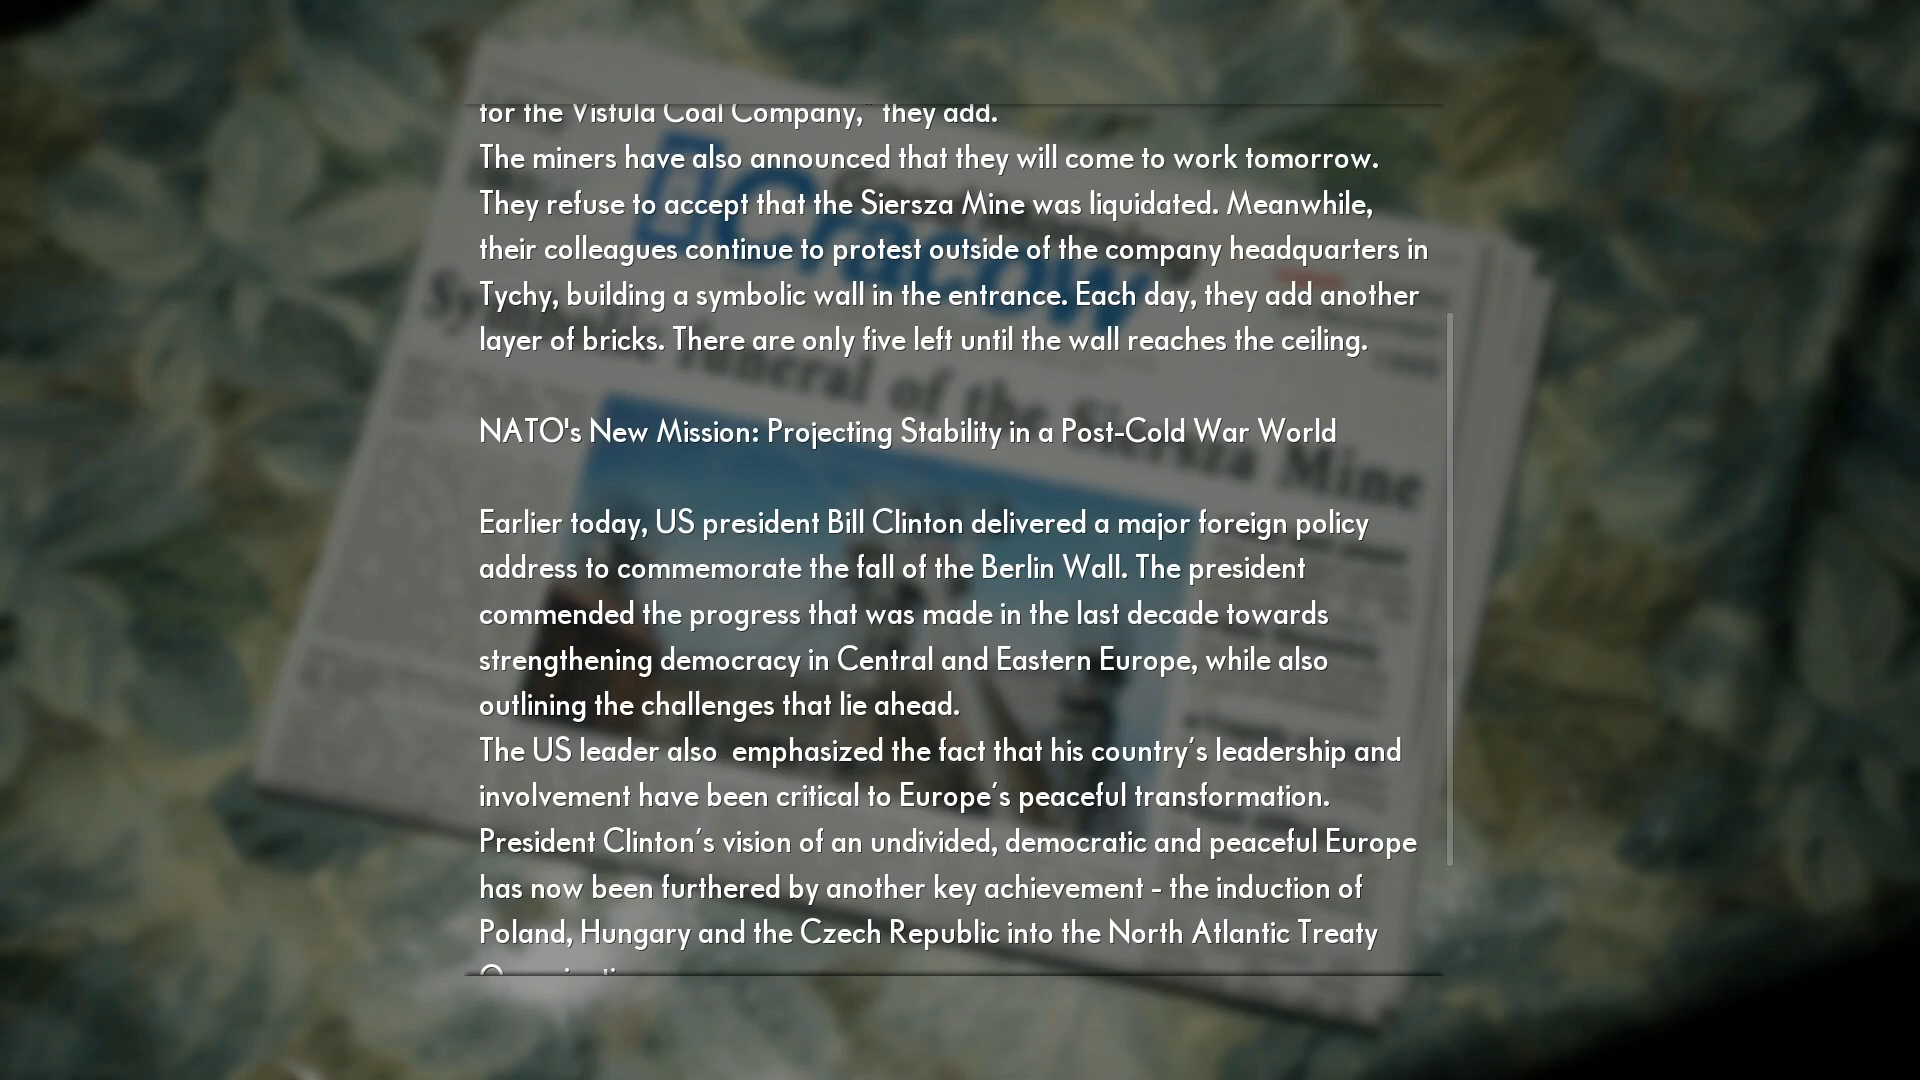 for the Vistula Coal Company,” they add.
The miners have also announced that they will come to work tomorrow.
They refuse to accept that the Siersza Mine was liquidated. Meanwhile,
their colleagues continue to protest outside of the company headquarters in
Tychy, building a symbolic wall in the entrance. Each day, they add another
layer of bricks. There are only five left until the wall reaches the ceiling.
NATO's New Mission: Projecting Stability in a Post-Cold War World
Earlier today, US president Bill Clinton delivered a major foreign policy
address to commemorate the fall of the Berlin Wall. The president
commended the progress that was made in the last decade towards
strengthening democracy in Central and Eastern Europe, while also
outlining the challenges that lie ahead.
The US leader also  emphasized the fact that his country´s leadership and
involvement have been critical to Europe´s peaceful transformation.
President Clinton´s vision of an undivided, democratic and peaceful Europe
has now been furthered by another key achievement - the induction of
Poland, Hungary and the Czech Republic into the North Atlantic Treaty
Cracow
funeral of the Siersza Mine